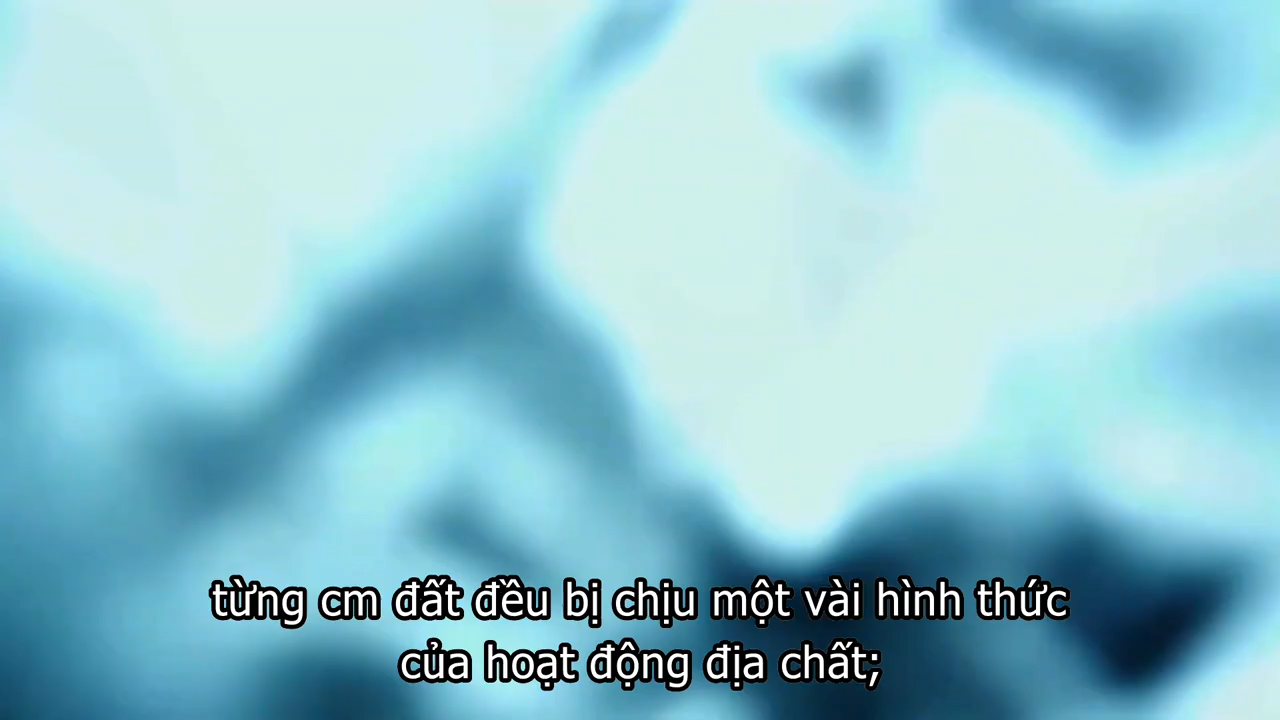 từng cm đất đều bị chịu một vài hình thức
của hoạt động địa chất;